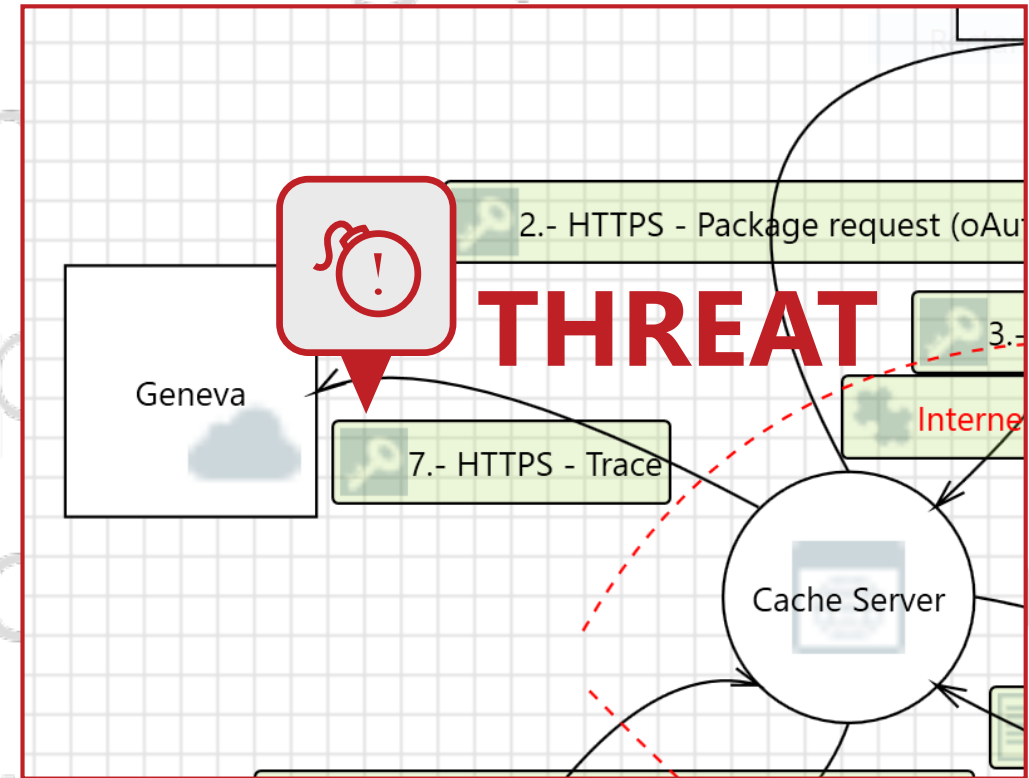 2.- HTTPS - Package request (oAu
THREAT
3.-
Geneva
Interne
7.- HTTPS - Trace
Cache Server